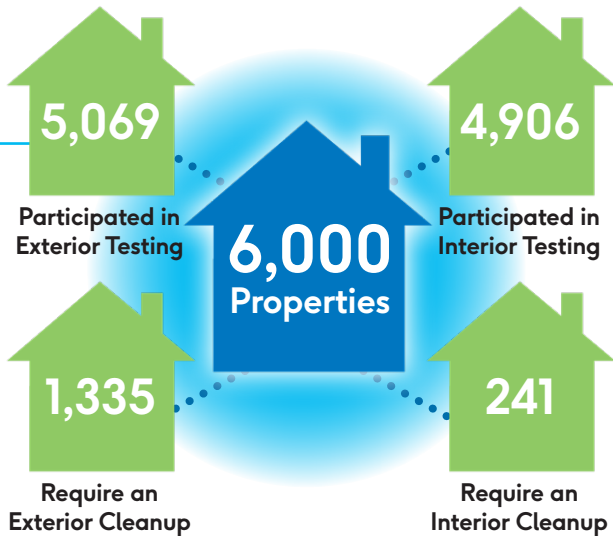 5,069
Participated in
Exterior Testing
4,906
Participated in
Interior Testing
6,000
Properties
1,335
Require an
Exterior Cleanup
241
Require an
Interior Cleanup